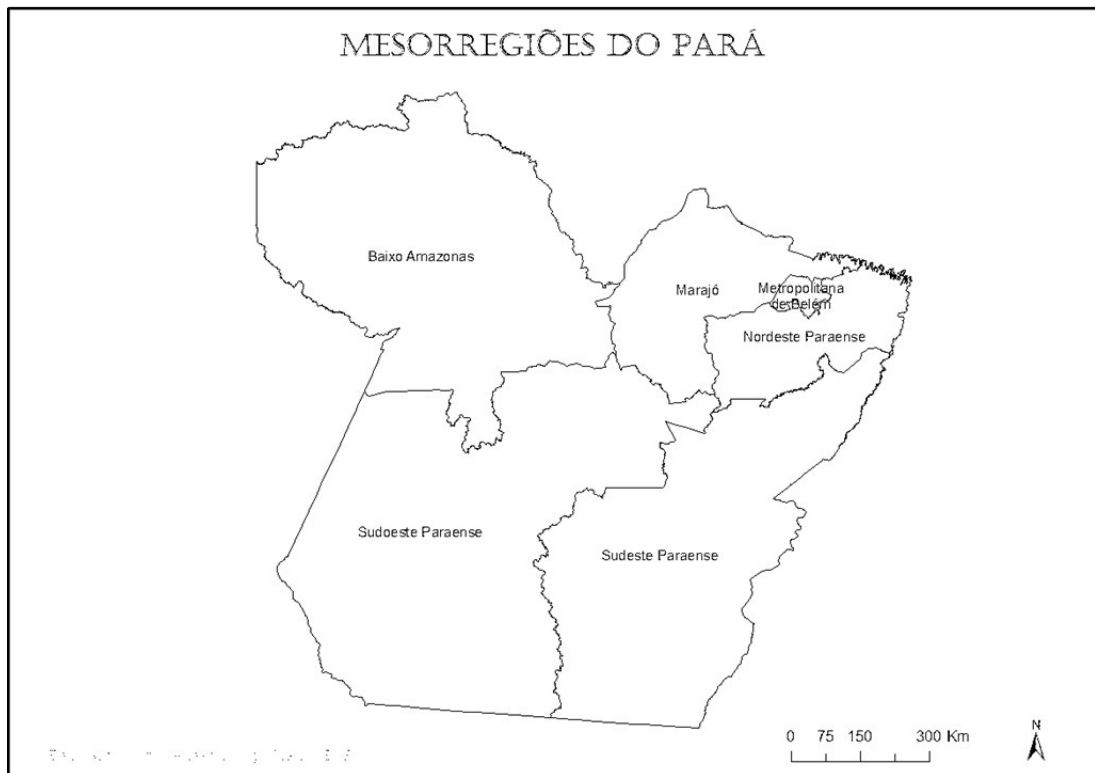 MESORREGIÕES DO PARÁ
Baixo Amazonas
Marajó
Metropolitana
de Belém
Nordeste Paraense
Sudoeste Paraense
Sudeste Paraense
N
0 75 150 300 Km